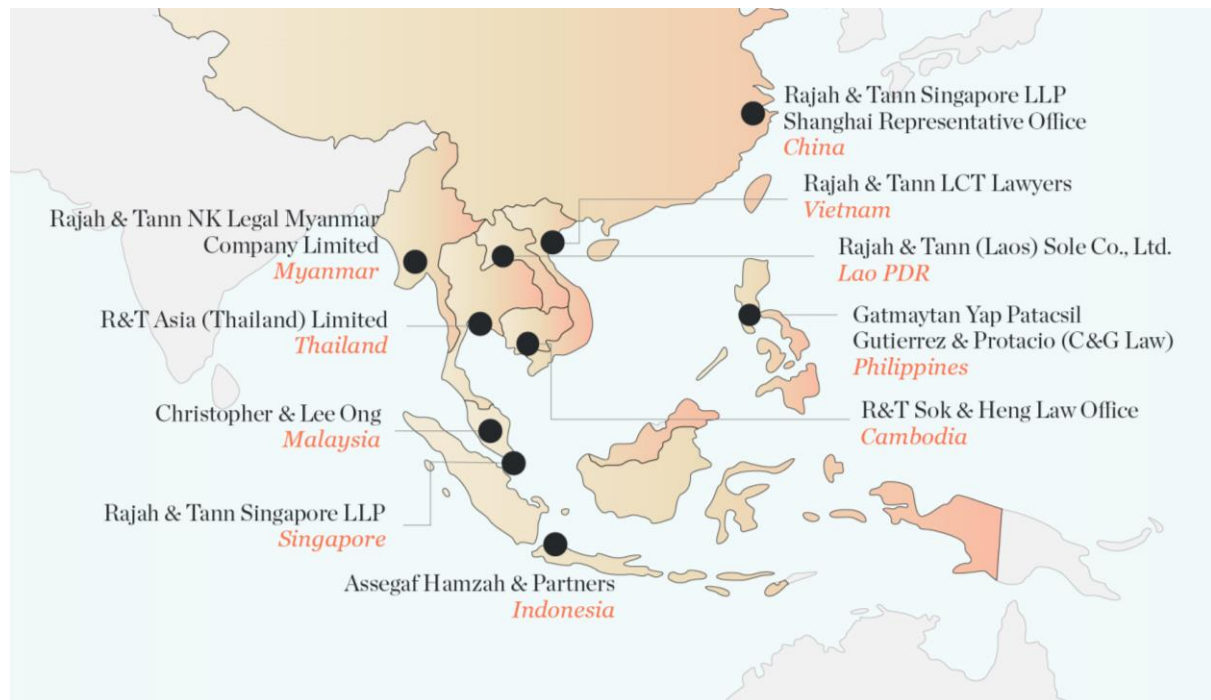 Rajah & Tann Singapore LLP
Shanghai Representative Office
China
Rajah & Tann LCT Lawyers
Vietnam
Rajah & Tann NK Legal Myanmar
Company Limited
Myanmar
Rajah & Tann (Laos) Sole Co., Ltd.
Lao PDR
R&T Asia (Thailand) Limited
Thailand
Gatmaytan Yap Patacsil
Gutierrez & Protacio (C&G Law)
Philippines
Christopher & Lee Ong
Malaysia
R&T Sok & Heng Law Office
Cambodia
Rajah & Tann Singapore LLP
Singapore
Assegaf Hamzah & Partners
Indonesia